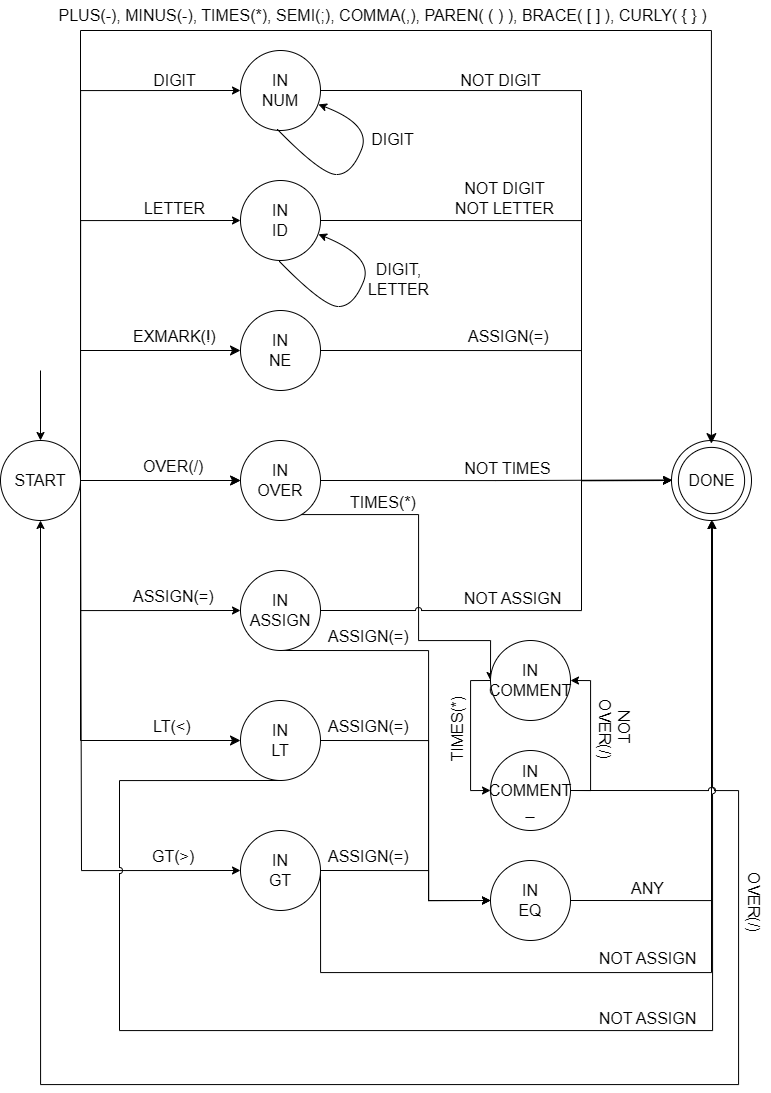 PLUS(-), MINUS(-), TIMES(*), SEMI(;), COMMA(,), PAREN( ( ) ), BRACE( [ ] ), CURLY( { } )
DIGIT
IN
NUM
NOT DIGIT
DIGIT
LETTER
IN
ID
NOT DIGIT
NOT LETTER
DIGIT,
LETTER
EXMARK(!)
IN
NE
ASSIGN(=)
START
OVER(/)
IN
OVER
NOT TIMES
DONE
TIMES(*)
ASSIGN(=)
IN
ASSIGN
NOT ASSIGN
ASSIGN(=)
IN
COMMENT
TIMES(*)
NOT
OVER(/)
LT(<)
IN
LT
ASSIGN(=)
IN
COMMENT
_
GT(>)
IN
GT
ASSIGN(=)
IN
EQ
ANY
OVER(/)
NOT ASSIGN
NOT ASSIGN